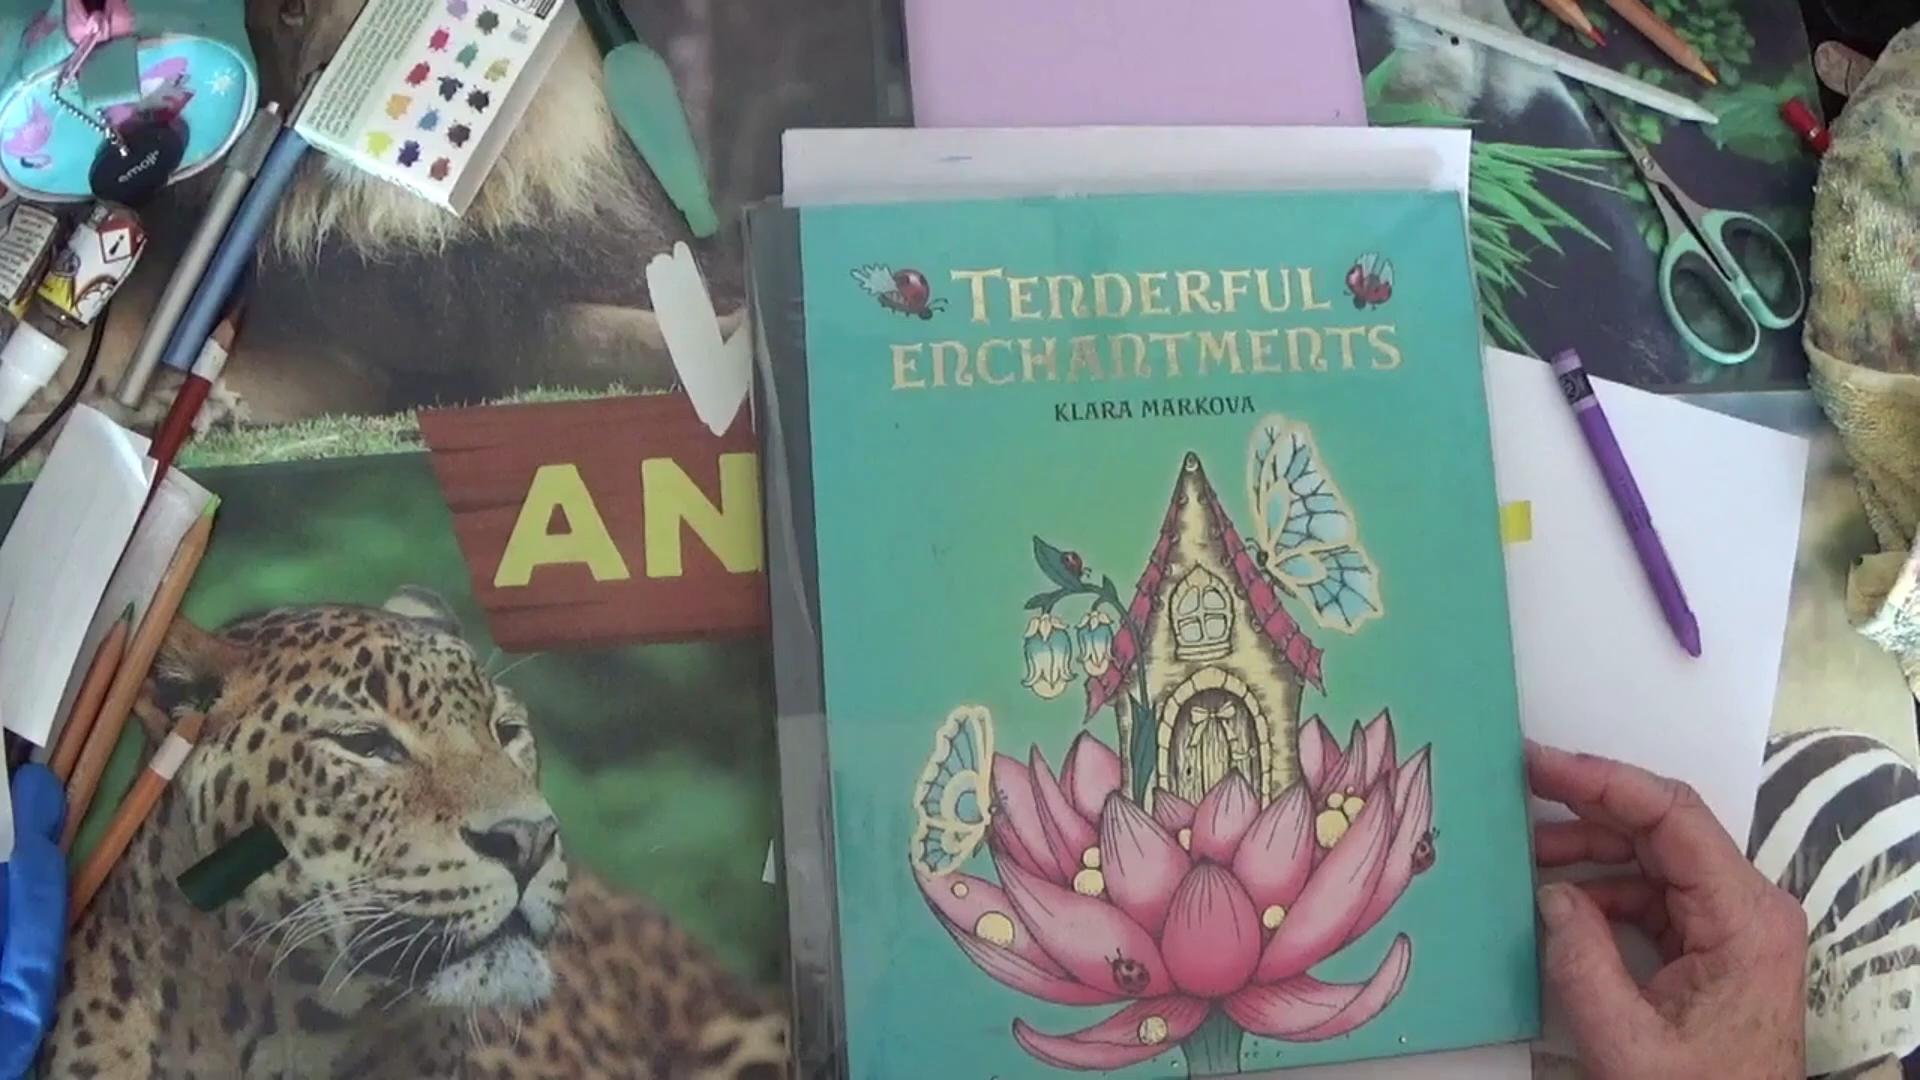 emoji
TENDERFUL
ENCHANTMENTS
KLARA MARKOVA
AN